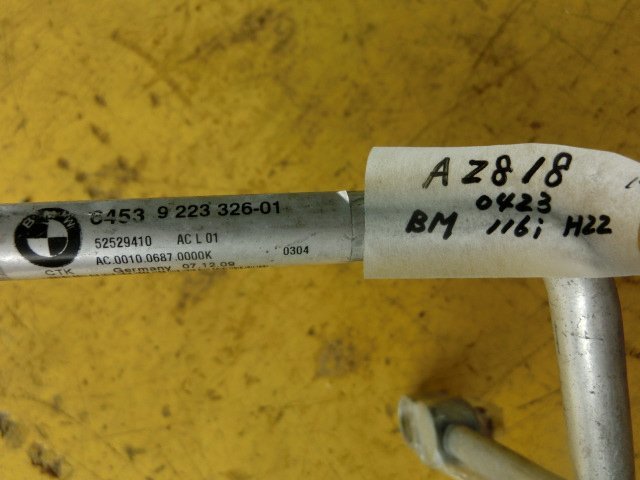 6453 9 223 326-01
52529410 AC L 01
AC.0010.0687.0000K 0304
CTK Germany 07.12.09
AZ818
0423
BM 116i H22